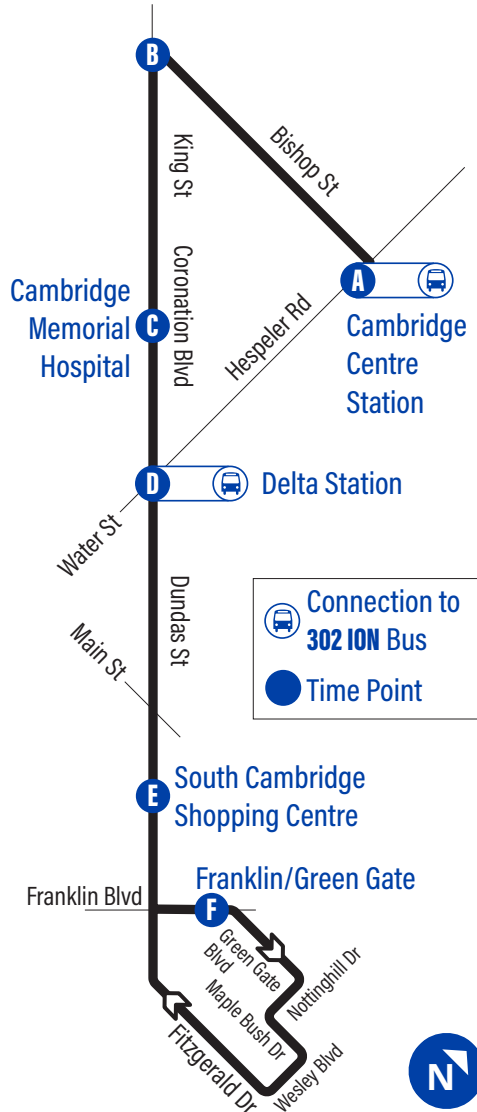 B
King St
Bishop St
Coronation Blvd
Hespeler Rd
A
Cambridge
Centre
Station
Cambridge
Memorial
Hospital
C
D
Delta Station
Water St
Dundas St
Main St
Connection to
302 ION Bus
Time Point
E
South Cambridge
Shopping Centre
Franklin/Green Gate
Franklin Blvd
F
Green Gate
Blvd
Nottinghill Dr
Maple Bush Dr
Wesley Blvd
Fitzgerald Dr
N